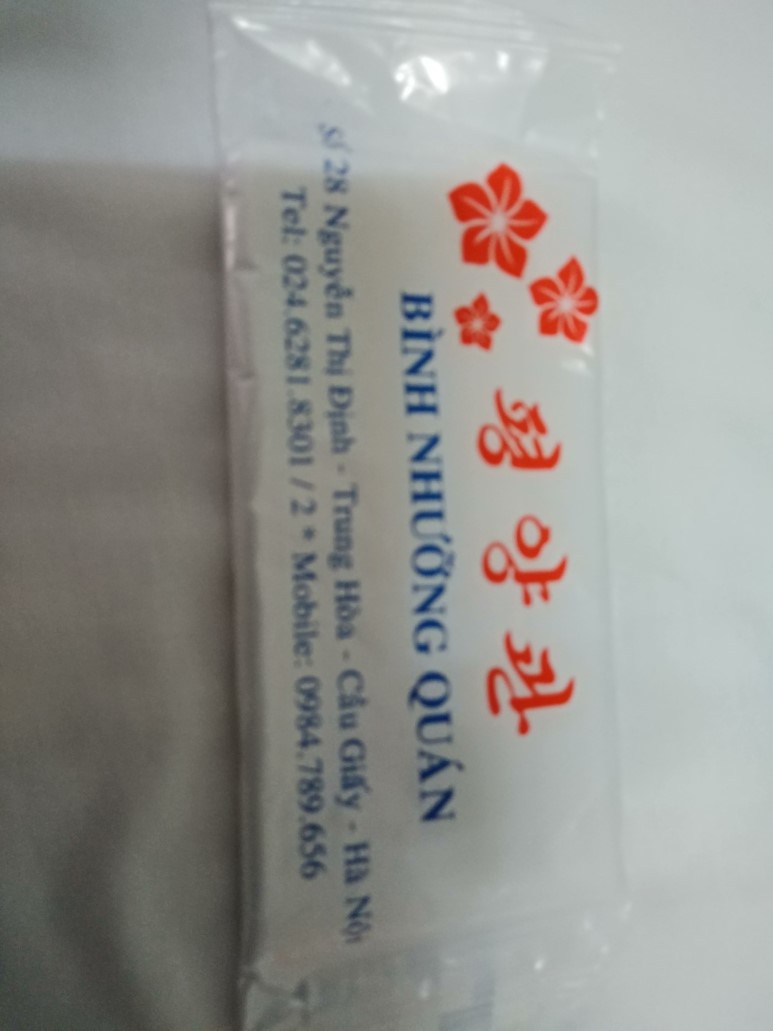 평양관
BÌNH NHƯỠNG QUÁN
Số 28 Nguyễn Thị Định - Trung Hòa - Cầu Giấy - Hà Nội
Tel: 024.6281.8301 / 2 * Mobile: 0984.789.656